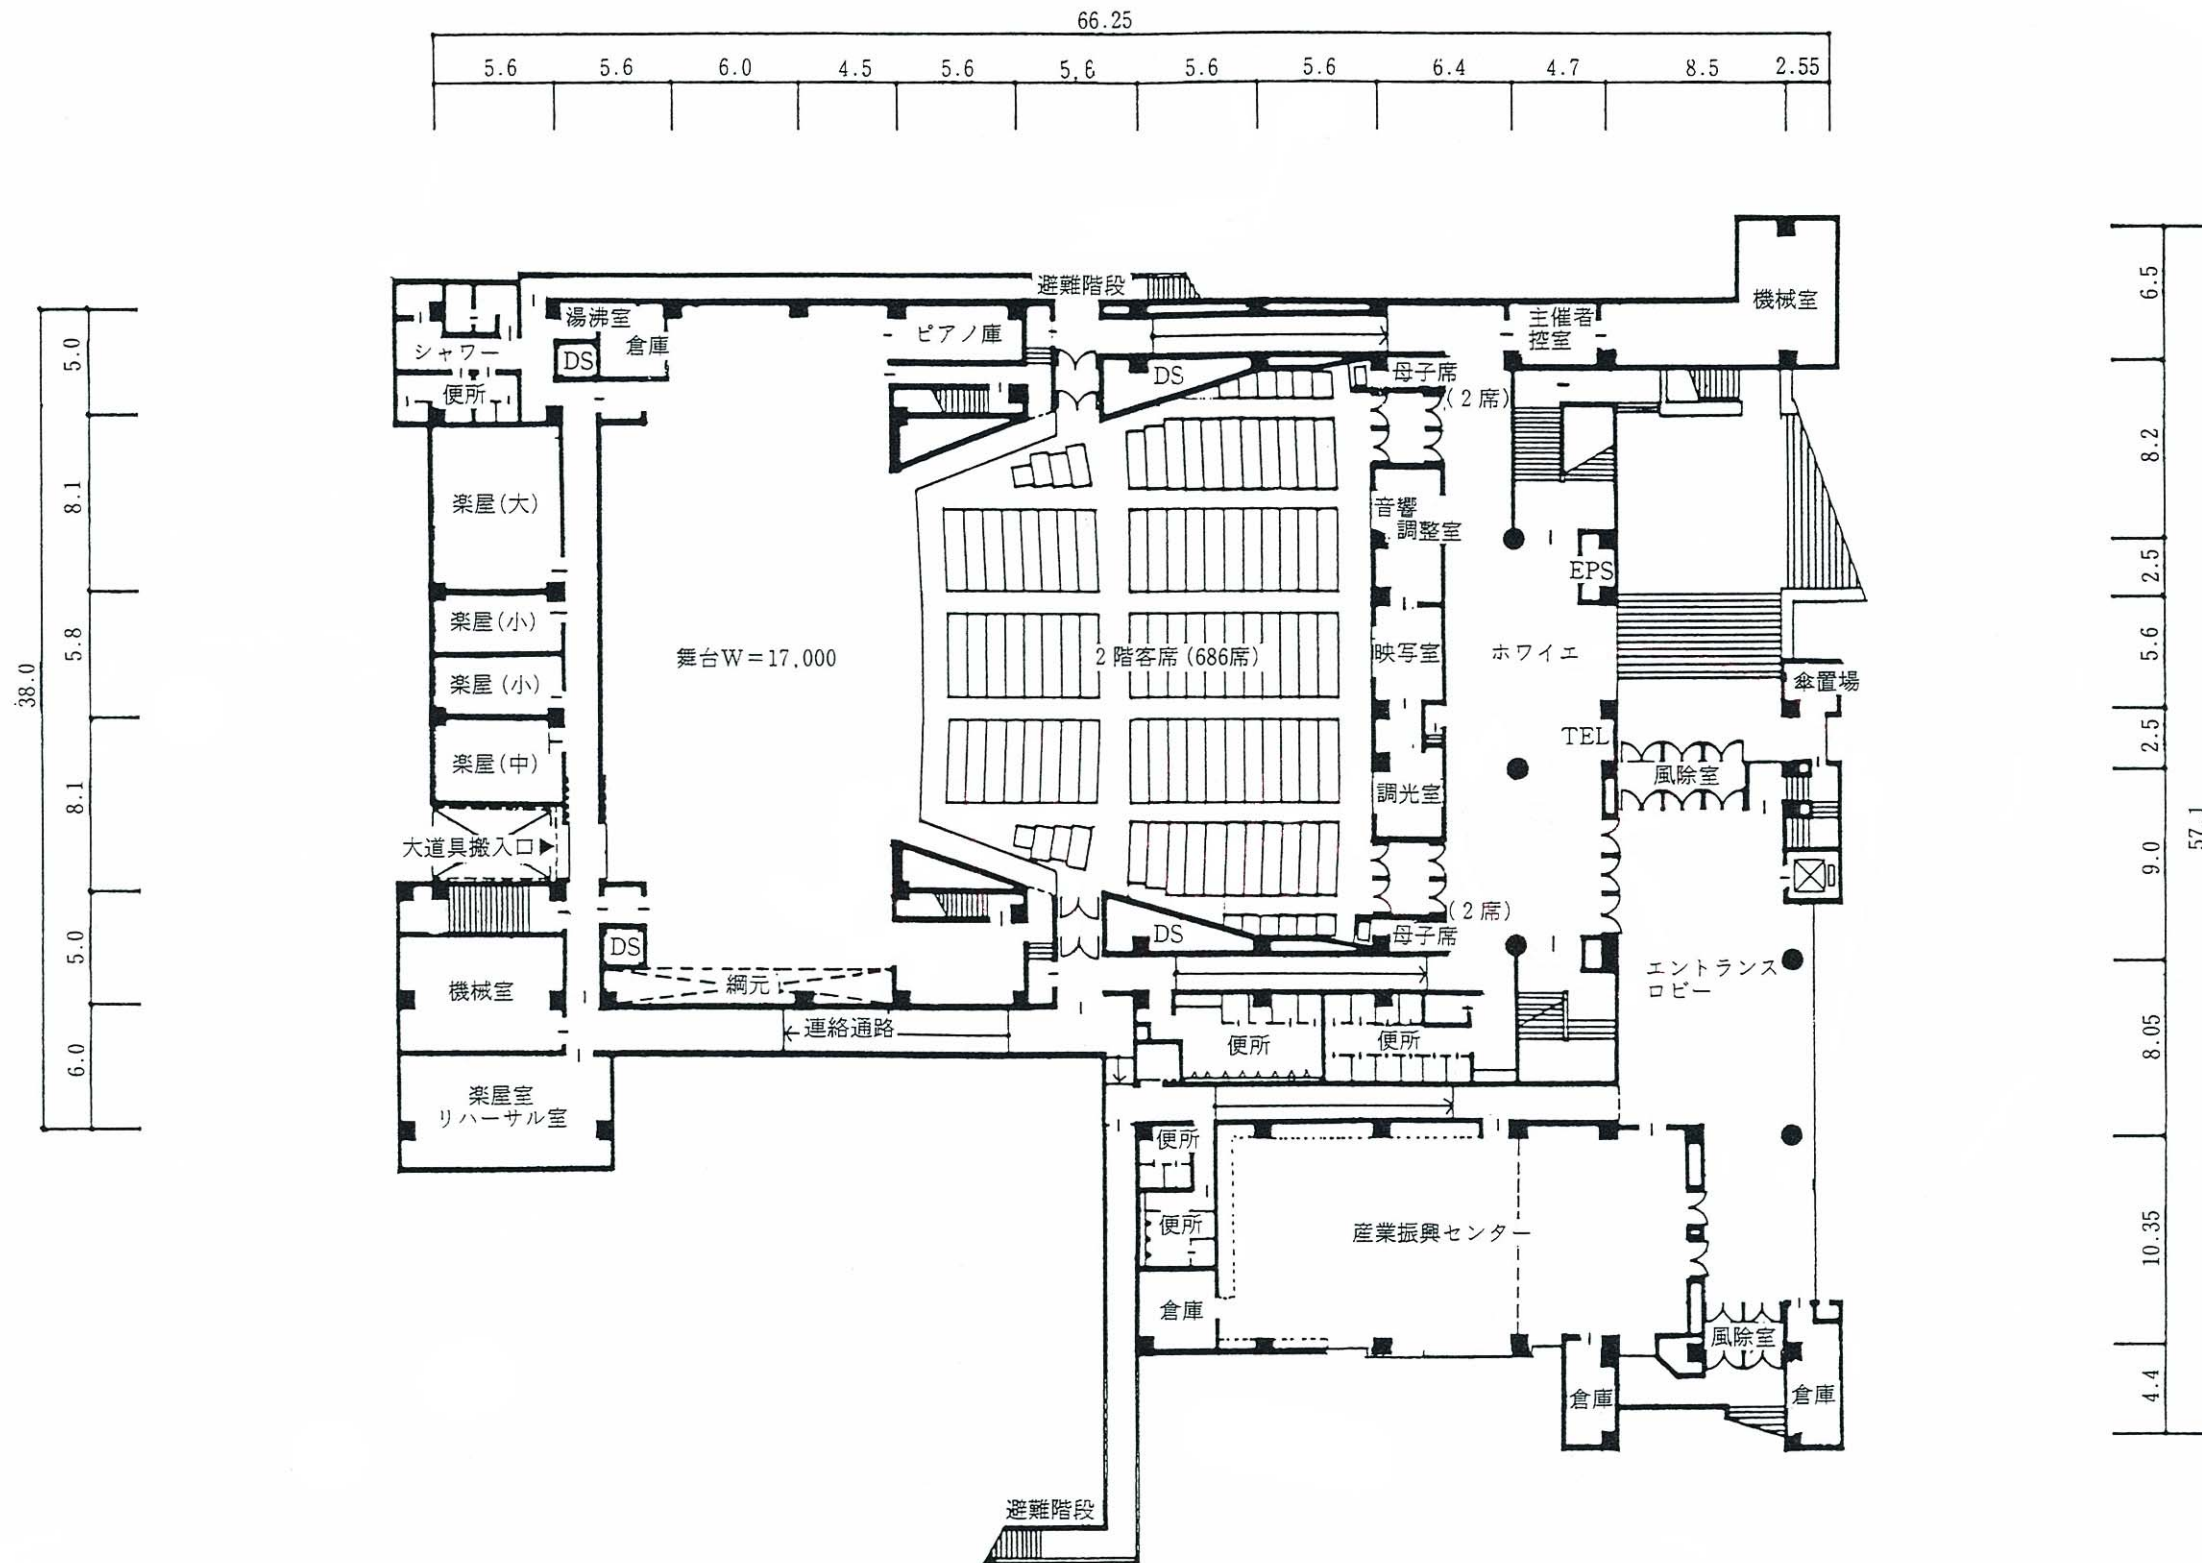 66.25
5.6
5.6
6.0
4.5
5.6
5.6
5.6
5.6
6.4
4.7
8.5
2.55
38.0
5.0
8.1
5.8
8.1
5.0
6.0
6.5
8.2
2.5
5.6
2.5
9.0
8.05
10.35
4.4
57.1
避難階段
機械室
湯沸室
倉庫
DS
シャワー
便所
ピアノ庫
主催者
控室
DS
母子席
(2席)
楽屋(大)
音響
調整室
EPS
楽屋(小)
舞台W=17,000
2階客席(686席)
映写室
ホワイエ
楽屋(小)
傘置場
TEL
楽屋(中)
調光室
風除室
大道具搬入口
(2席)
DS
DS
母子席
綱元
エントランス
ロビー
機械室
連絡通路
便所
便所
楽屋室
リハーサル室
便所
便所
産業振興センター
倉庫
風除室
倉庫
倉庫
避難階段